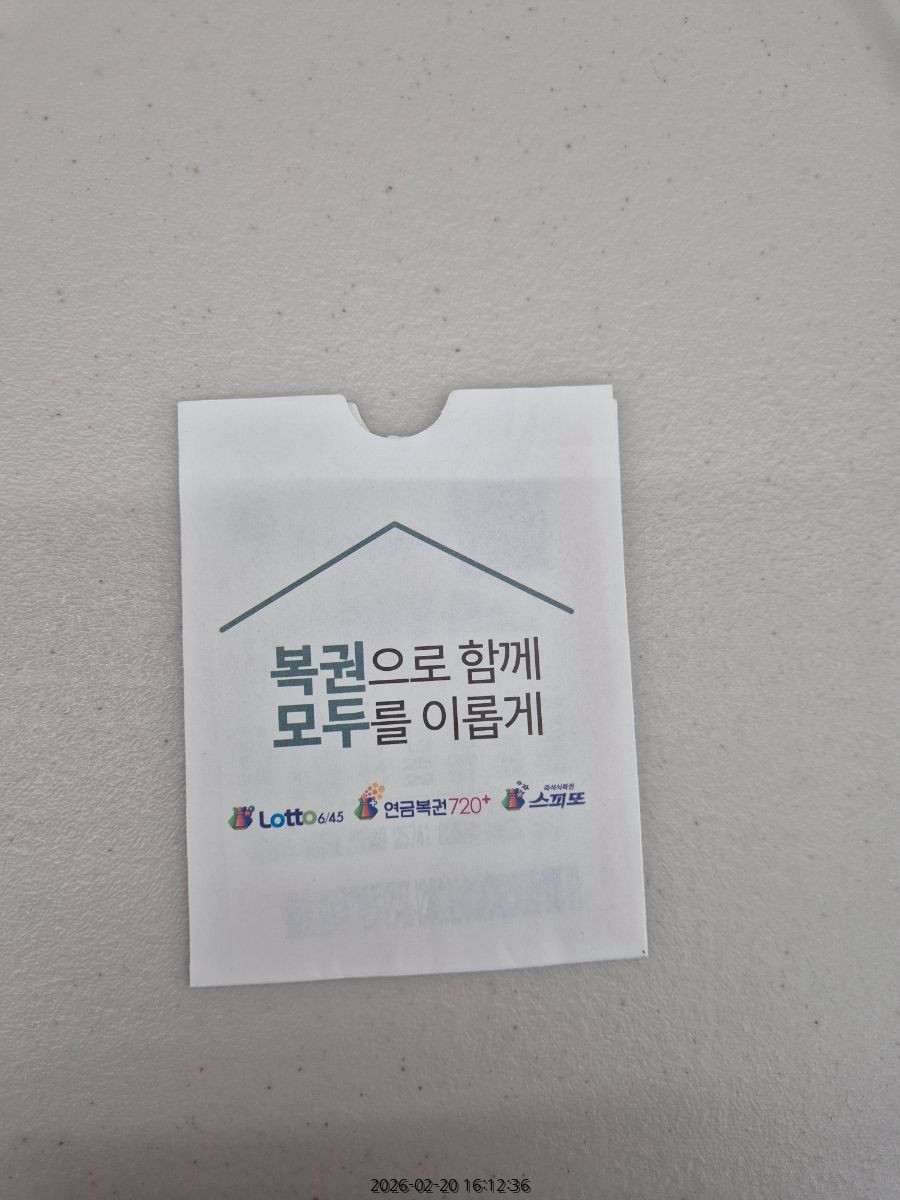 복권으로 함께
모두를 이롭게
Lotto 6/45
연금복권720+
즉석식복권
스피또
2026-02-20 16:12:36